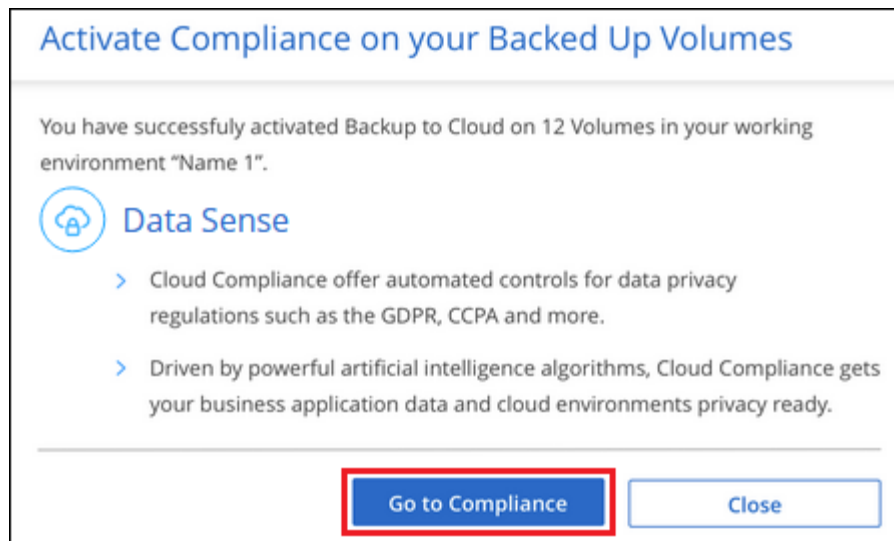 Activate Compliance on your Backed Up Volumes
You have successfuly activated Backup to Cloud on 12 Volumes in your working
environment “Name 1”.
Data Sense
Cloud Compliance offer automated controls for data privacy
regulations such as the GDPR, CCPA and more.
Driven by powerful artificial intelligence algorithms, Cloud Compliance gets
your business application data and cloud environments privacy ready.
Go to Compliance
Close